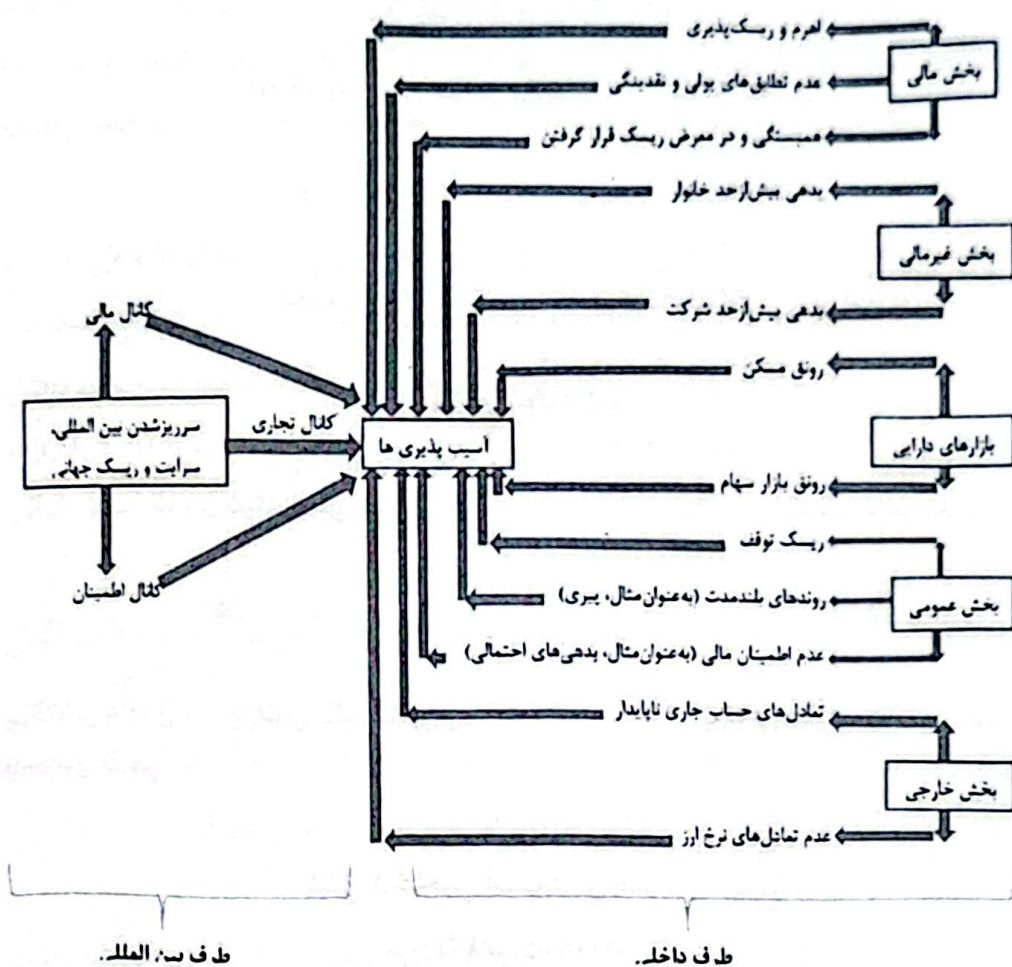 اهرم و ریسک‌پذیری
بخش مالی
عدم تطابق‌های پولی و نقدینگی
همبستگی و در معرض ریسک قرار گرفتن
بدهی بیش‌ازحد خانوار
بخش غیرمالی
بدهی بیش‌ازحد شرکت
کانال مالی
رونق مسکن
کانال تجاری
سرریزشدن بین المللی،
سرایت و ریسک جهانی
آسیب پذیری ها
بازارهای دارایی
رونق بازار سهام
ریسک توقف
کانال اطمینان
روندهای بلندمدت (به‌عنوان‌مثال، پیری)
بخش عمومی
عدم اطمینان مالی (به‌عنوان‌مثال، بدهی‌های احتمالی)
تعادل‌های حساب جاری ناپایدار
بخش خارجی
عدم تعادل‌های نرخ ارز
طرف داخلی
طرف بین المللی